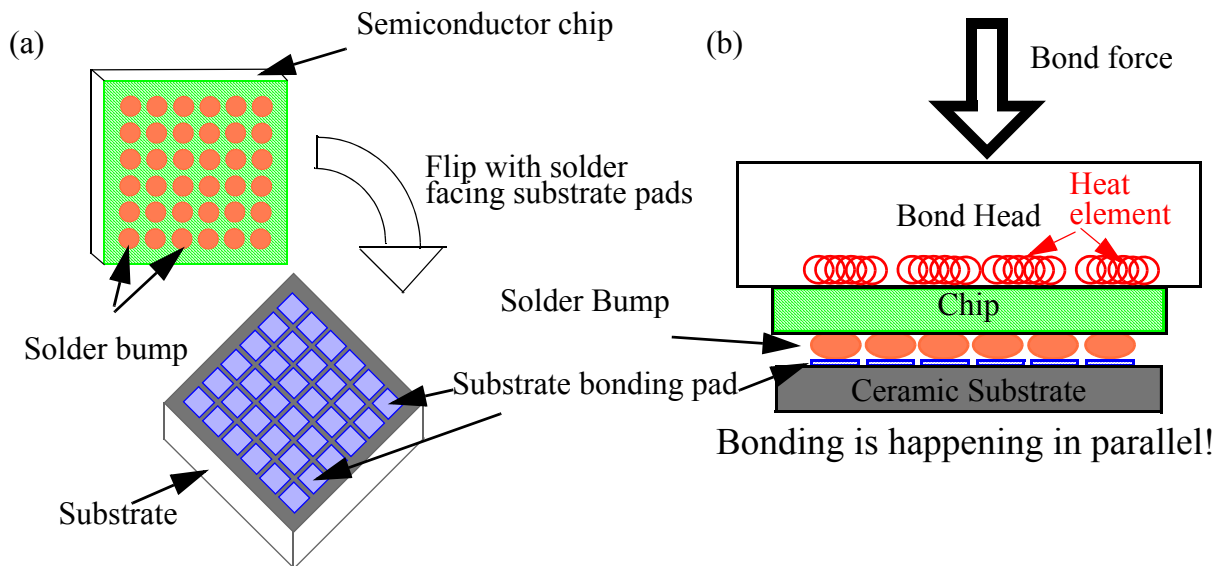 (a)
Semiconductor chip
Flip with solder
facing substrate pads
Solder bump
Substrate bonding pad
Substrate
(b)
Bond force
Heat
element
Bond Head
Chip
Solder Bump
Ceramic Substrate
Bonding is happening in parallel!